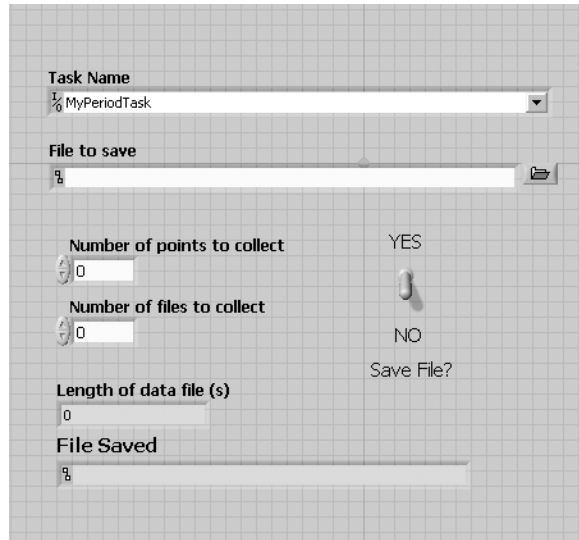 Task Name
MyPeriodTask
File to save
Number of points to collect
YES
0
Number of files to collect
0
NO
Save File?
Length of data file (s)
0
File Saved